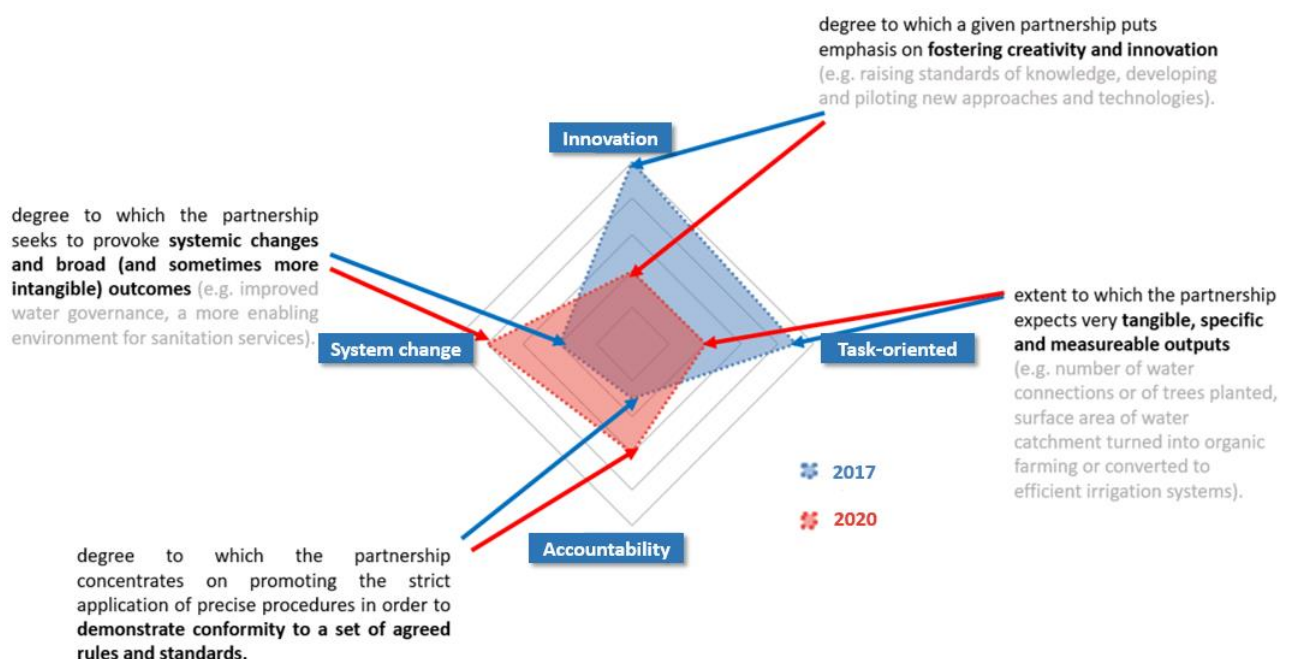 degree to which a given partnership puts
emphasis on fostering creativity and innovation
(e.g. raising standards of knowledge, developing
and piloting new approaches and technologies).
Innovation
degree to which the partnership
seeks to provoke systemic changes
and broad (and sometimes more
intangible) outcomes (e.g. improved
water governance, a more enabling
environment for sanitation services).
System change
Task-oriented
extent to which the partnership
expects very tangible, specific
and measureable outputs
(e.g. number of water
connections or of trees planted,
surface area of water
catchment turned into organic
farming or converted to
efficient irrigation systems).
2017
2020
Accountability
degree to which the partnership
concentrates on promoting the strict
application of precise procedures in order to
demonstrate conformity to a set of agreed
rules and standards.